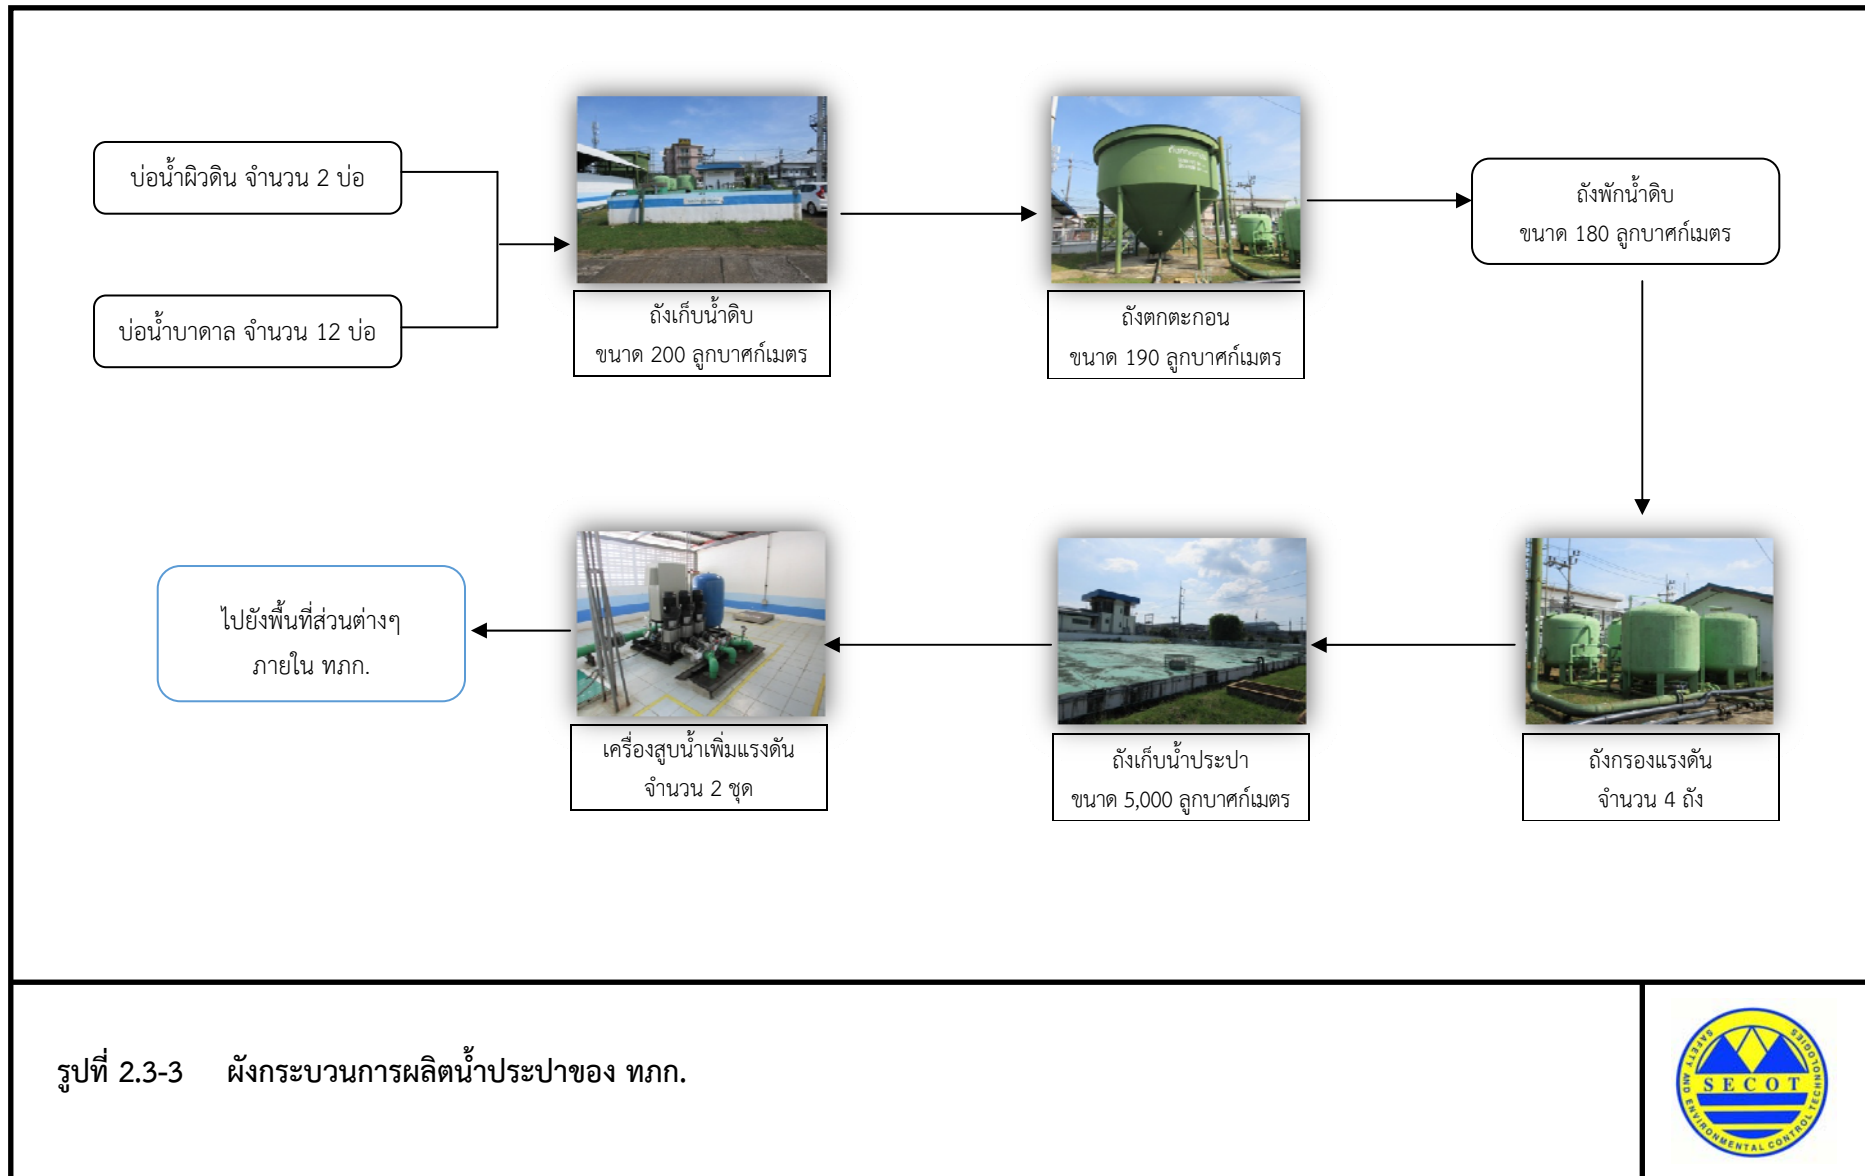 บ่อน้ำผิวดิน จำนวน 2 บ่อ
บ่อน้ำบาดาล จำนวน 12 บ่อ
ถังเก็บน้ำดิบ
ขนาด 200 ลูกบาศก์เมตร
ถังตกตะกอน
ขนาด 190 ลูกบาศก์เมตร
ถังพักน้ำดิบ
ขนาด 180 ลูกบาศก์เมตร
ถังกรองแรงดัน
จำนวน 4 ถัง
ถังเก็บน้ำประปา
ขนาด 5,000 ลูกบาศก์เมตร
เครื่องสูบน้ำเพิ่มแรงดัน
จำนวน 2 ชุด
ไปยังพื้นที่ส่วนต่างๆ
ภายใน ทภก.
รูปที่ 2.3-3 ผังกระบวนการผลิตน้ำประปาของ ทภก.
SECOT
SAFETY AND ENVIRONMENTAL CONTROL TECHNOLOGIES